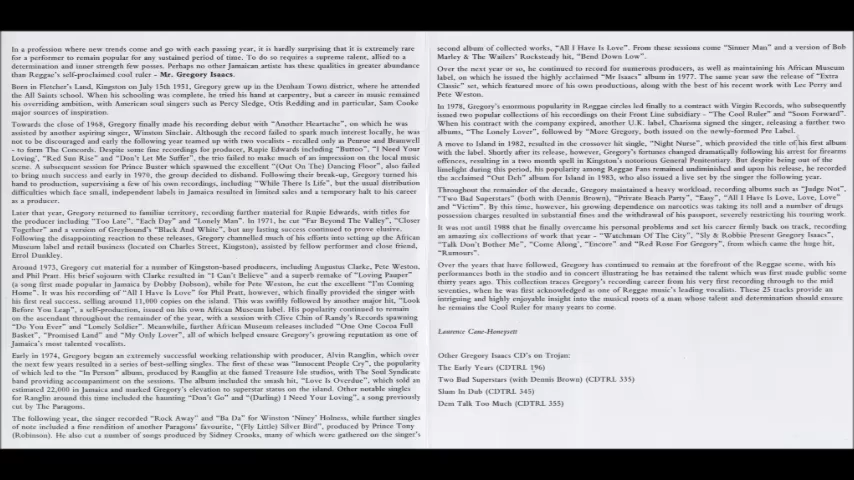 In a profession where new trends come and go with each passing year, it is hardly surprising that it is extremely rare
for a performer to remain popular for any sustained period of time. To do so requires a supreme talent, allied to a
determination and inner strength few possess. Perhaps no other Jamaican artist has these qualities in greater abundance
than Reggae's self-proclaimed cool ruler - Mr. Gregory Isaacs.
Born in Fletcher's Land, Kingston on July 15th 1951, Gregory grew up in the Denham Town district, where he attended
the All Saints school. When his schooling was complete, he tried his hand at carpentry, but a career in music remained
his overriding ambition, with American soul singers such as Percy Sledge, Otis Redding and in particular, Sam Cooke
major sources of inspiration.
Towards the close of 1968, Gregory finally made his recording debut with "Another Heartache", on which he was
assisted by another aspiring singer, Winston Sinclair. Although the record failed to spark much interest locally, he was
not to be discouraged and early the following year teamed up with two vocalists - recalled only as Penroe and Bramwell
- to form The Concords. Despite some fine recordings for producer, Rupie Edwards, including "Buttoo", "I Need Your
Loving', "Red Sun Rise" and "Don't Let Me Suffer", the trio failed to make much of an impression on the local music
scene. A subsequent session for Prince Buster which spawned the excellent "(Out On The) Dancing Floor", also failed
to bring much success and early in 1970, the group decided to disband. Following their break-up, Gregory turned his
hand to production, supervising a few of his own recordings, including "While There Is Life", but the usual distribution
difficulties which face small, independent labels in Jamaica resulted in limited sales and a temporary halt to his career
as a producer.
Later that year, Gregory returned to familiar territory, recording further material for Rupie Edwards, with titles for
the producer including "Too Late", "Each Day" and "Lonely Man". In 1971, he cut "Far Beyond The Valley", "Closer
Together" and a version of Greyhound's "Black And White", but any lasting success continued to prove elusive.
Following the disappointing reaction to these releases, Gregory channelled much of his efforts into setting up the African
Museum label and retail business (located on Charles Street, Kingston), assisted by fellow performer and close friend,
Errol Dunkley.
Around 1973, Gregory cut material for a number of Kingston-based producers, including Augustus Clarke, Pete Weston,
and Phil Pratt. His brief sojourn with Clarke resulted in "I Can't Believe" and a superb remake of "Loving Pauper"
(a song first made popular in Jamaica by Dobby Dobson), while for Pete Weston, he cut the excellent "I'm Coming
Home". It was his recording of "All I Have Is Love" for Phil Pratt, however, which finally provided the singer with
his first real success, selling around 11,000 copies on the island. This was swiftly followed by another major hit, "Look
Before You Leap", a self-production, issued on his own African Museum label. His popularity continued to remain
on the ascendant throughout the remainder of the year, with a session with Clive Chin of Randy's Records spawning
"Do You Ever" and "Lonely Soldier". Meanwhile, further African Museum releases included "One One Cocoa Full
Basket", "Promised Land" and "My Only Lover", all of which helped ensure Gregory's growing reputation as one of
Jamaica's most talented vocalists.
Early in 1974, Gregory began an extremely successful working relationship with producer, Alvin Ranglin, which over
the next few years resulted in a series of best-selling singles. The first of these was "Innocent People Cry", the popularity
of which led to the "In Person" album, produced by Ranglin at the famed Treasure Isle studios, with The Soul Syndicate
band providing accompaniment on the sessions. The album included the smash hit, "Love Is Overdue", which sold an
estimated 22,000 in Jamaica and marked Gregory's elevation to superstar status on the island. Other notable singles
for Ranglin around this time included the haunting "Don't Go" and "(Darling) I Need Your Loving", a song previously
cut by The Paragons.
The following year, the singer recorded "Rock Away" and "Ba Da" for Winston 'Niney' Holness, while further singles
of note included a fine rendition of another Paragons' favourite, "(Fly Little) Silver Bird", produced by Prince Tony
(Robinson). He also cut a number of songs produced by Sidney Crooks, many of which were gathered on the singer's
second album of collected works, "All I Have Is Love". From these sessions come "Sinner Man" and a version of Bob
Marley & The Wailers' Rocksteady hit, "Bend Down Low".
Over the next year or so, he continued to record for numerous producers, as well as maintaining his African Museum
label, on which he issued the highly acclaimed "Mr Isaacs" album in 1977. The same year saw the release of "Extra
Classic" set, which featured more of his own productions, along with the best of his recent work with Lee Perry and
Pete Weston.
In 1978, Gregory's enormous popularity in Reggae circles led finally to a contract with Virgin Records, who subsequently
issued two popular collections of his recordings on their Front Line subsidiary - "The Cool Ruler" and "Soon Forward".
When his contract with the company expired, another U.K. label, Charisma signed the singer, releasing a further two
albums, "The Lonely Lover", followed by "More Gregory, both issued on the newly-formed Pre Label.
A move to Island in 1982, resulted in the crossover hit single, "Night Nurse", which provided the title of his first album
with the label. Shortly after its release, however, Gregory's fortunes changed dramatically following his arrest for firearms
offences, resulting in a two month spell in Kingston's notorious General Penitentiary. But despite being out of the
limelight during this period, his popularity among Reggae Fans remained undiminished and upon his release, he recorded
the acclaimed "Out Deh" album for Island in 1983, who also issued a live set by the singer the following year.
Throughout the remainder of the decade, Gregory maintained a heavy workload, recording albums such as "Judge Not",
"Two Bad Superstars" (both with Dennis Brown), "Private Beach Party", "Easy", "All I Have Is Love, Love, Love"
and "Victim". By this time, however, his growing dependence on narcotics was taking its toll and a number of drugs
possession charges resulted in substantial fines and the withdrawal of his passport, severely restricting his touring work.
It was not until 1988 that he finally overcame his personal problems and set his career firmly back on track, recording
an amazing six collections of work that year - "Watchman Of The City", "Sly & Robbie Present Gregory Isaacs",
"Talk Don't Bother Me", "Come Along', "Encore" and "Red Rose For Gregory", from which came the huge hit,
"Rumours".
Over the years that have followed, Gregory has continued to remain at the forefront of the Reggae scene, with his
performances both in the studio and in concert illustrating he has retained the talent which was first made public some
thirty years ago. This collection traces Gregory's recording career from his very first recording through to the mid
seventies, when he was first acknowledged as one of Reggae music's leading vocalists. These 25 tracks provide an
intriguing and highly enjoyable insight into the musical roots of a man whose talent and determination should ensure
he remains the Cool Ruler for many years to come.
Laurence Cane-Honeysett
Other Gregory Isaacs CD's on Trojan:
The Early Years (CDTRL 196)
Two Bad Superstars (with Dennis Brown) (CDTRL 335)
Slum In Dub (CDTRL 345)
Dem Talk Too Much (CDTRL 355)